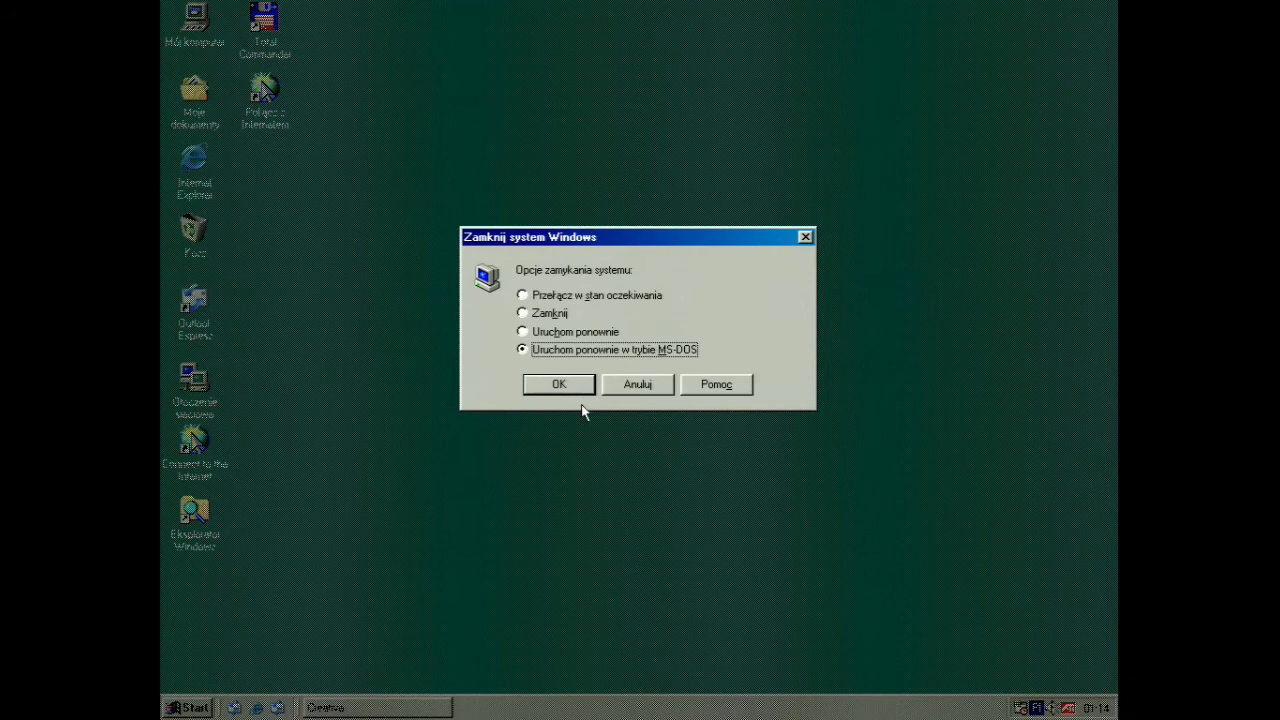 Mój komputer
Total
Commander
Moje
dokumenty
Połącz z
Internetem
Internet
Explorer
Kosz
Outlook
Express
Otoczenie
sieciowe
Connect to the
Internet
Eksplorator
Windows
Zamknij system Windows
Opcje zamykania systemu:
Przełącz w stan oczekiwania
Zamknij
Uruchom ponownie
Uruchom ponownie w trybie MS-DOS
OK
Anuluj
Pomoc
Start
Creative
01:14